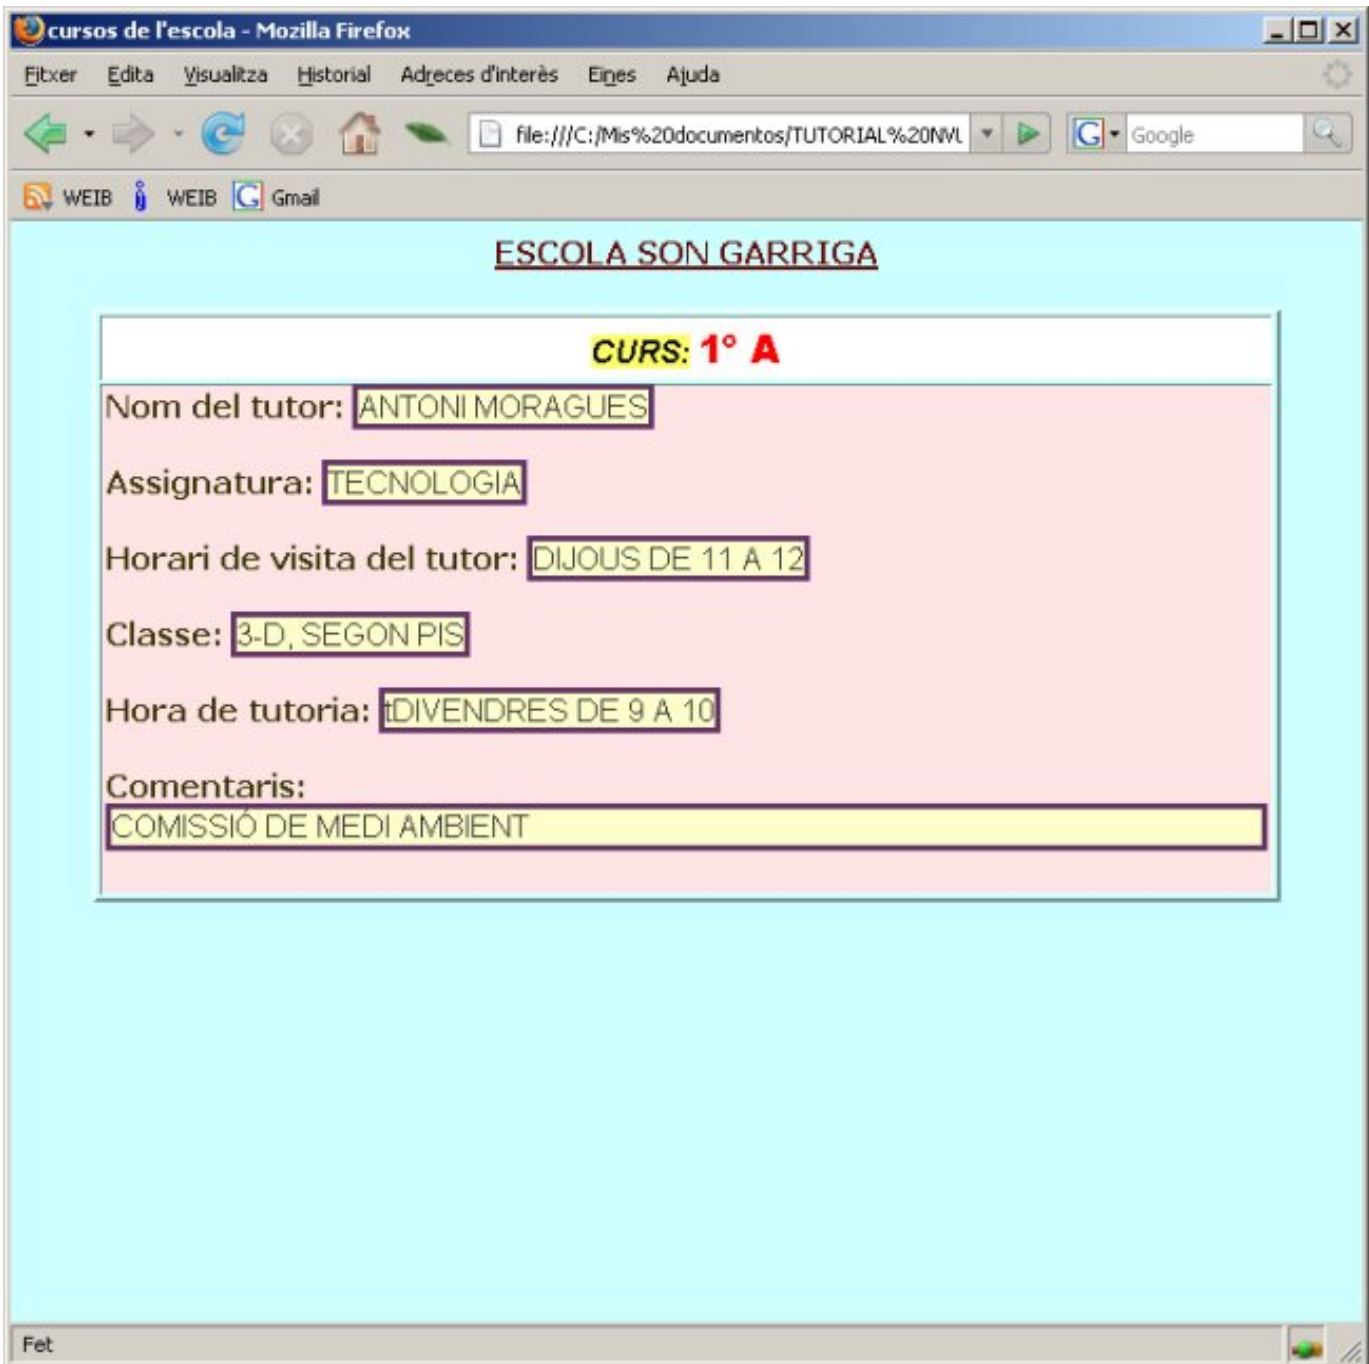 cursos de l'escola - Mozilla Firefox
Fitxer Edita Visualitza Historial Adreces d'interès Eines Ajuda
file:///C:/Mis%20documentos/TUTORIAL%20NVU Google
WEIB WEIB Gmail
ESCOLA SON GARRIGA
CURS: 1º A
Nom del tutor: ANTONI MORAGUES
Assignatura: TECNOLOGIA
Horari de visita del tutor: DIJOUS DE 11 A 12
Classe: 3-D, SEGON PIS
Hora de tutoria: tDIVENDRES DE 9 A 10
Comentaris:
COMISSIÓ DE MEDI AMBIENT
Fet